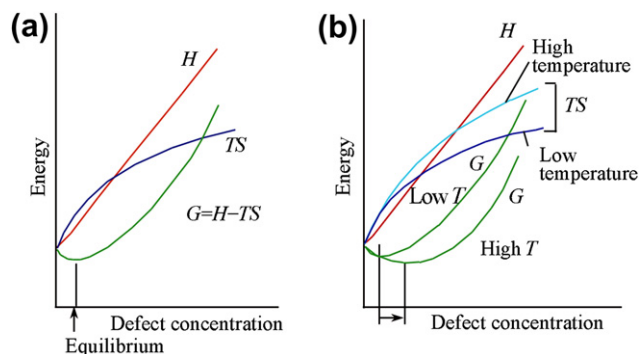 (a)
H
TS
Energy
G=H−TS
Defect concentration
Equilibrium
(b)
H
High
temperature
TS
Low
temperature
Energy
G
Low T
G
High T
Defect concentration